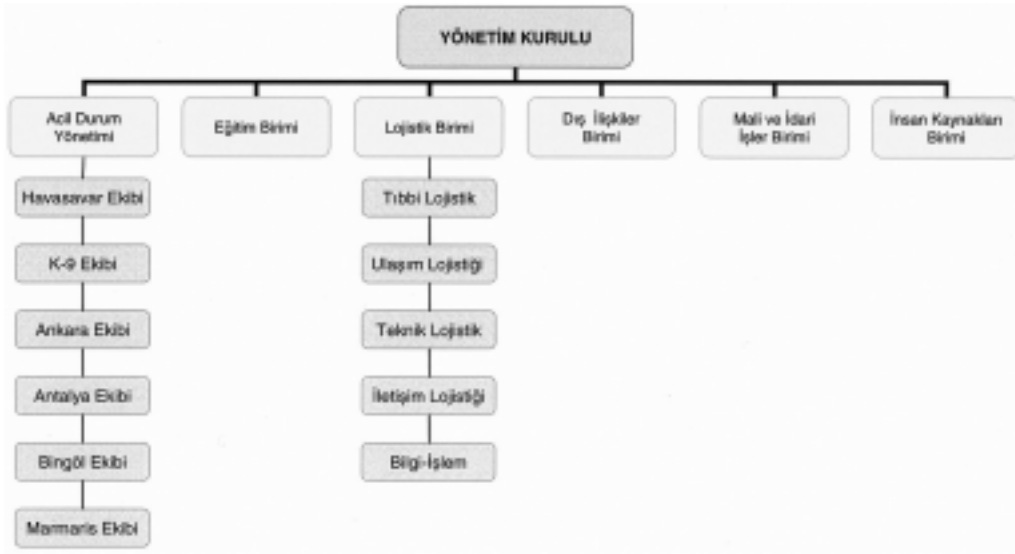 YÖNETİM KURULU
Acil Durum
Yönetimi
Eğitim Birimi
Lojistik Birimi
Dış İlişkiler
Birimi
Mali ve İdari
İşler Birimi
İnsan Kaynakları
Birimi
Havasavar Ekibi
Tıbbi Lojistik
K-9 Ekibi
Ulaşım Lojistiği
Ankara Ekibi
Teknik Lojistik
Antalya Ekibi
İletişim Lojistiği
Bingöl Ekibi
Bilgi-İşlem
Marmaris Ekibi